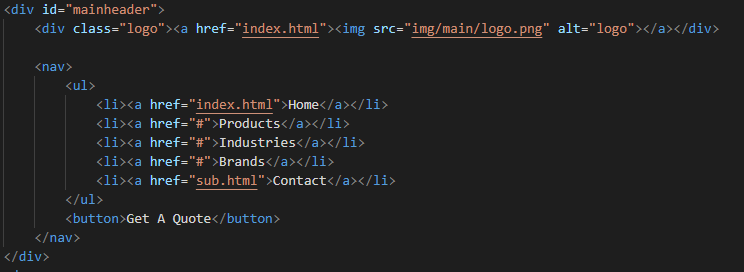 <div id="mainheader">
    <div class="logo"><a href="index.html"><img src="img/main/logo.png" alt="logo"></a></div>
    <nav>
        <ul>
            <li><a href="index.html">Home</a></li>
            <li><a href="#">Products</a></li>
            <li><a href="#">Industries</a></li>
            <li><a href="#">Brands</a></li>
            <li><a href="sub.html">Contact</a></li>
        </ul>
        <button>Get A Quote</button>
    </nav>
</div>